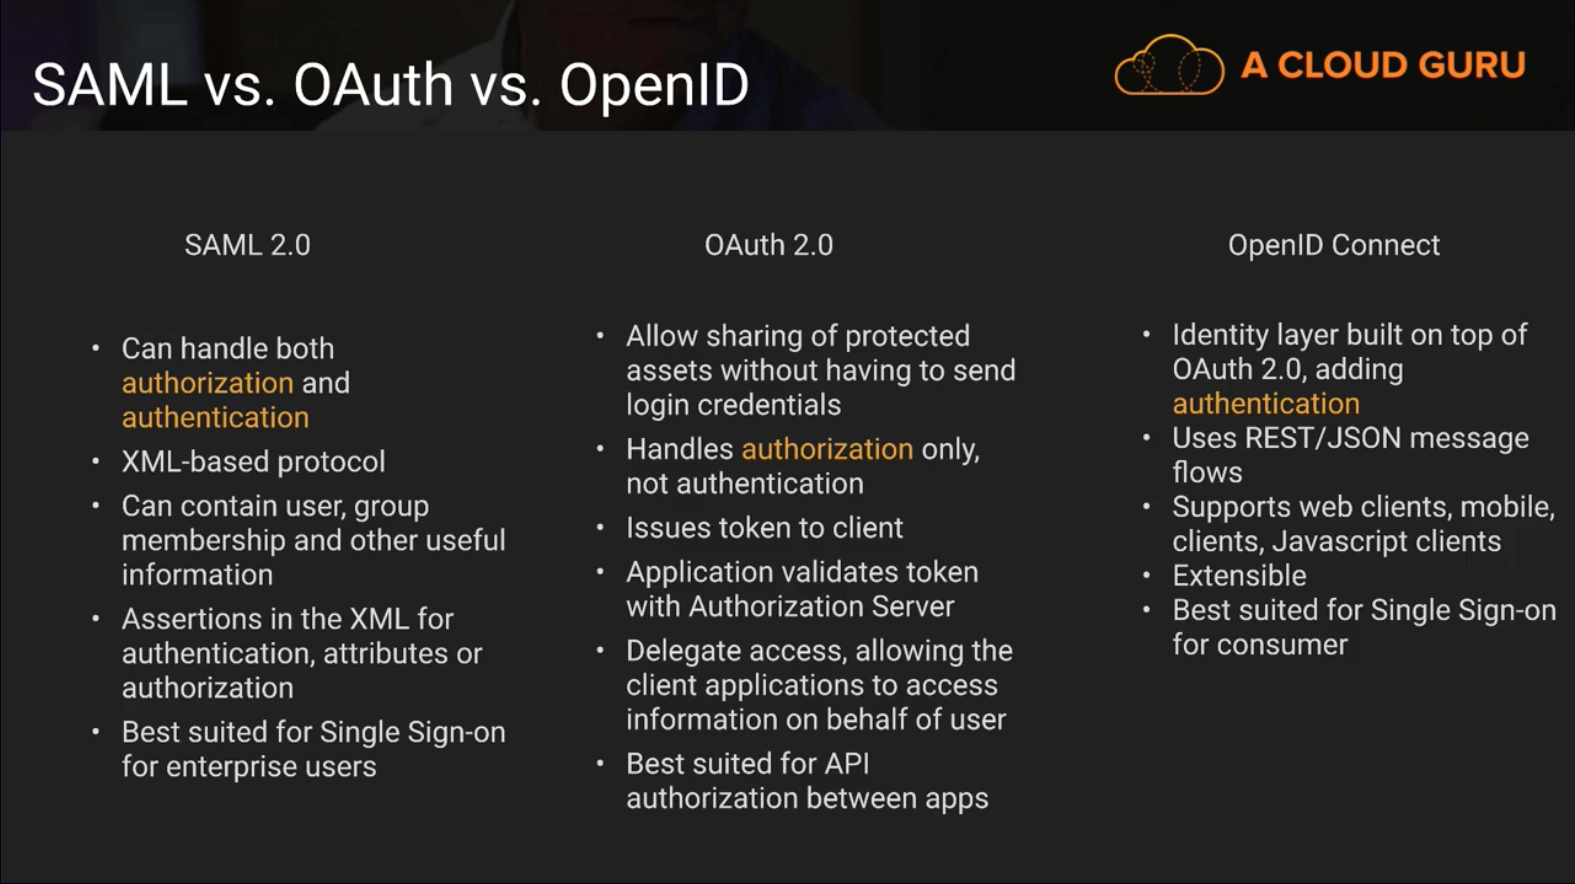 SAML vs. OAuth vs. OpenID
A CLOUD GURU
SAML 2.0
• Can handle both
authorization and
authentication
• XML-based protocol
• Can contain user, group
membership and other useful
information
• Assertions in the XML for
authentication, attributes or
authorization
• Best suited for Single Sign-on
for enterprise users
OAuth 2.0
• Allow sharing of protected
assets without having to send
login credentials
• Handles authorization only,
not authentication
• Issues token to client
• Application validates token
with Authorization Server
• Delegate access, allowing the
client applications to access
information on behalf of user
• Best suited for API
authorization between apps
OpenID Connect
• Identity layer built on top of
OAuth 2.0, adding
authentication
• Uses REST/JSON message
flows
• Supports web clients, mobile,
clients, Javascript clients
• Extensible
• Best suited for Single Sign-on
for consumer